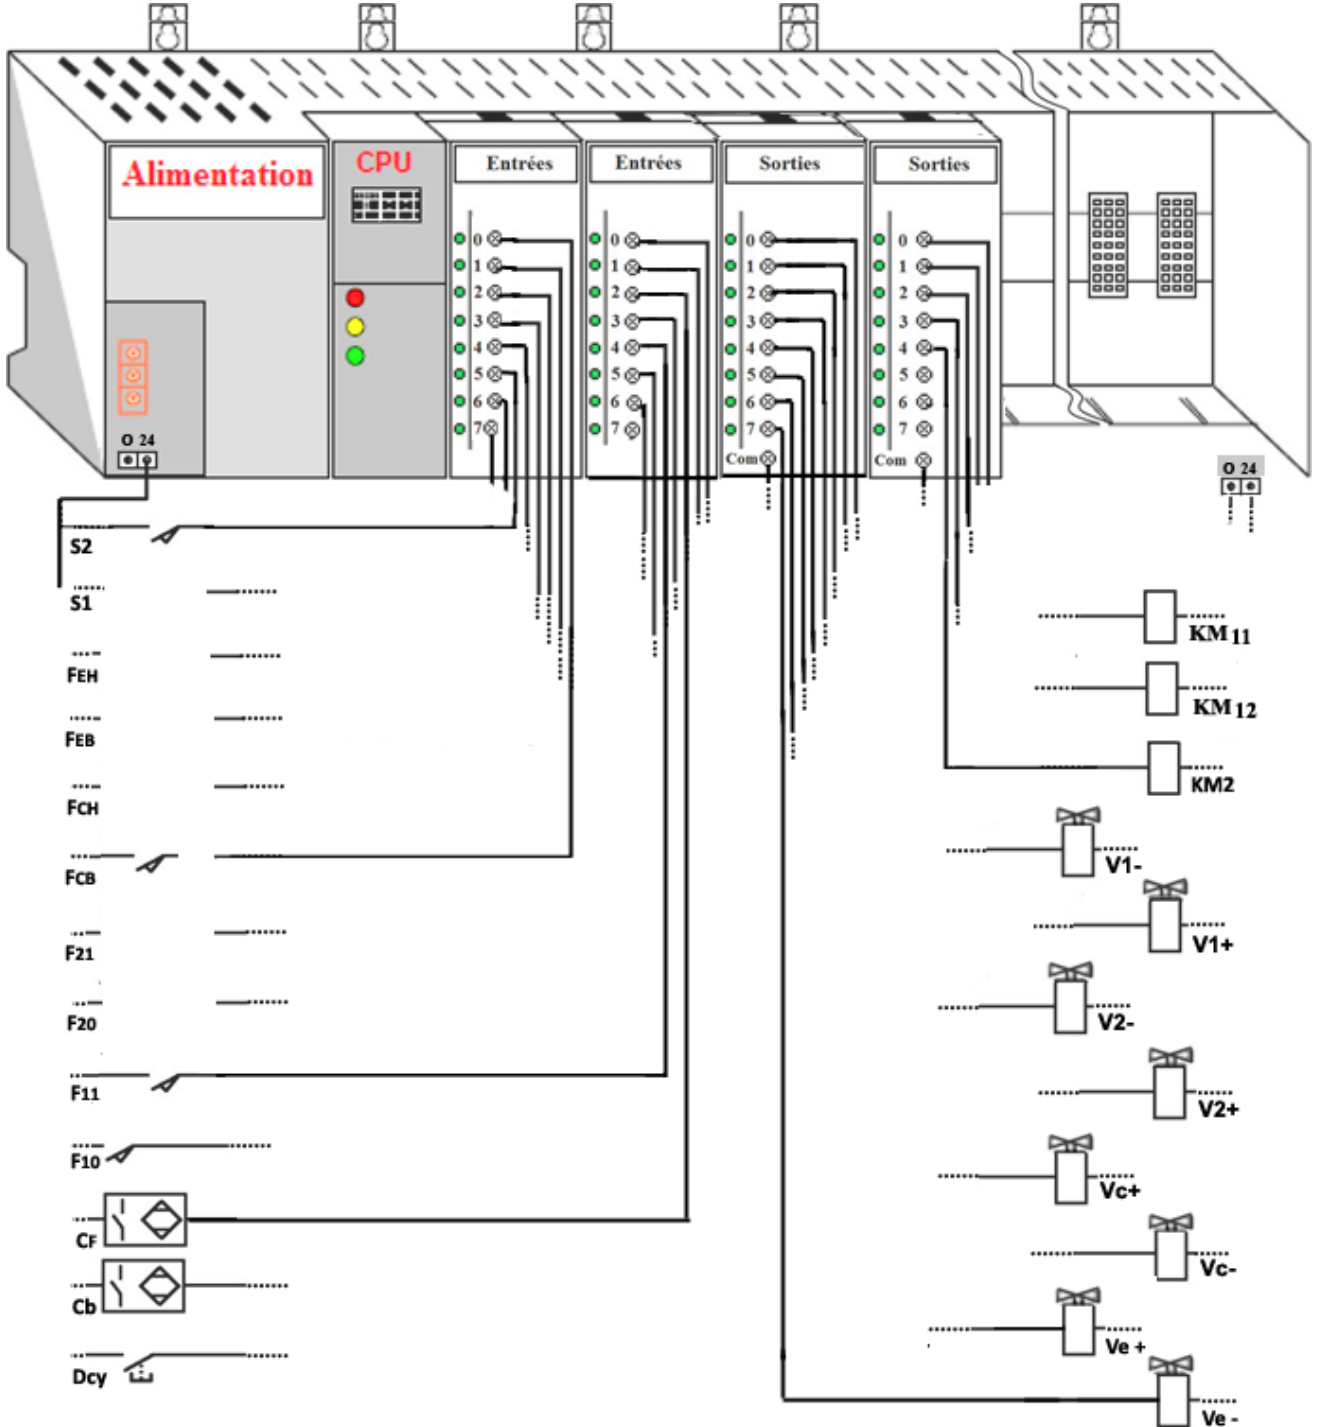 Alimentation
CPU
Entrées
Entrées
Sorties
Sorties
0 0 0 0
1 1 1 1
2 2 2 2
3 3 3 3
4 4 4 4
5 5 5 5
6 6 6 6
7 7 7 7
Com Com
O 24
O 24
S2
S1
FEH
FEB
FCH
FCB
F21
F20
F11
F10
CF
Cb
Dcy
KM11
KM12
KM2
V1-
V1+
V2-
V2+
Vc+
Vc-
Ve +
Ve -